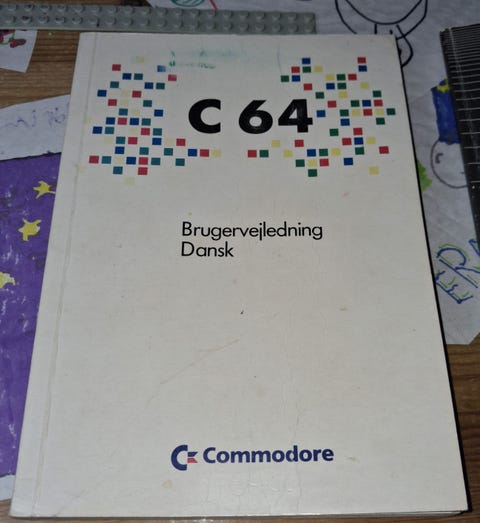 C 64
Brugervejledning
Dansk
Commodore